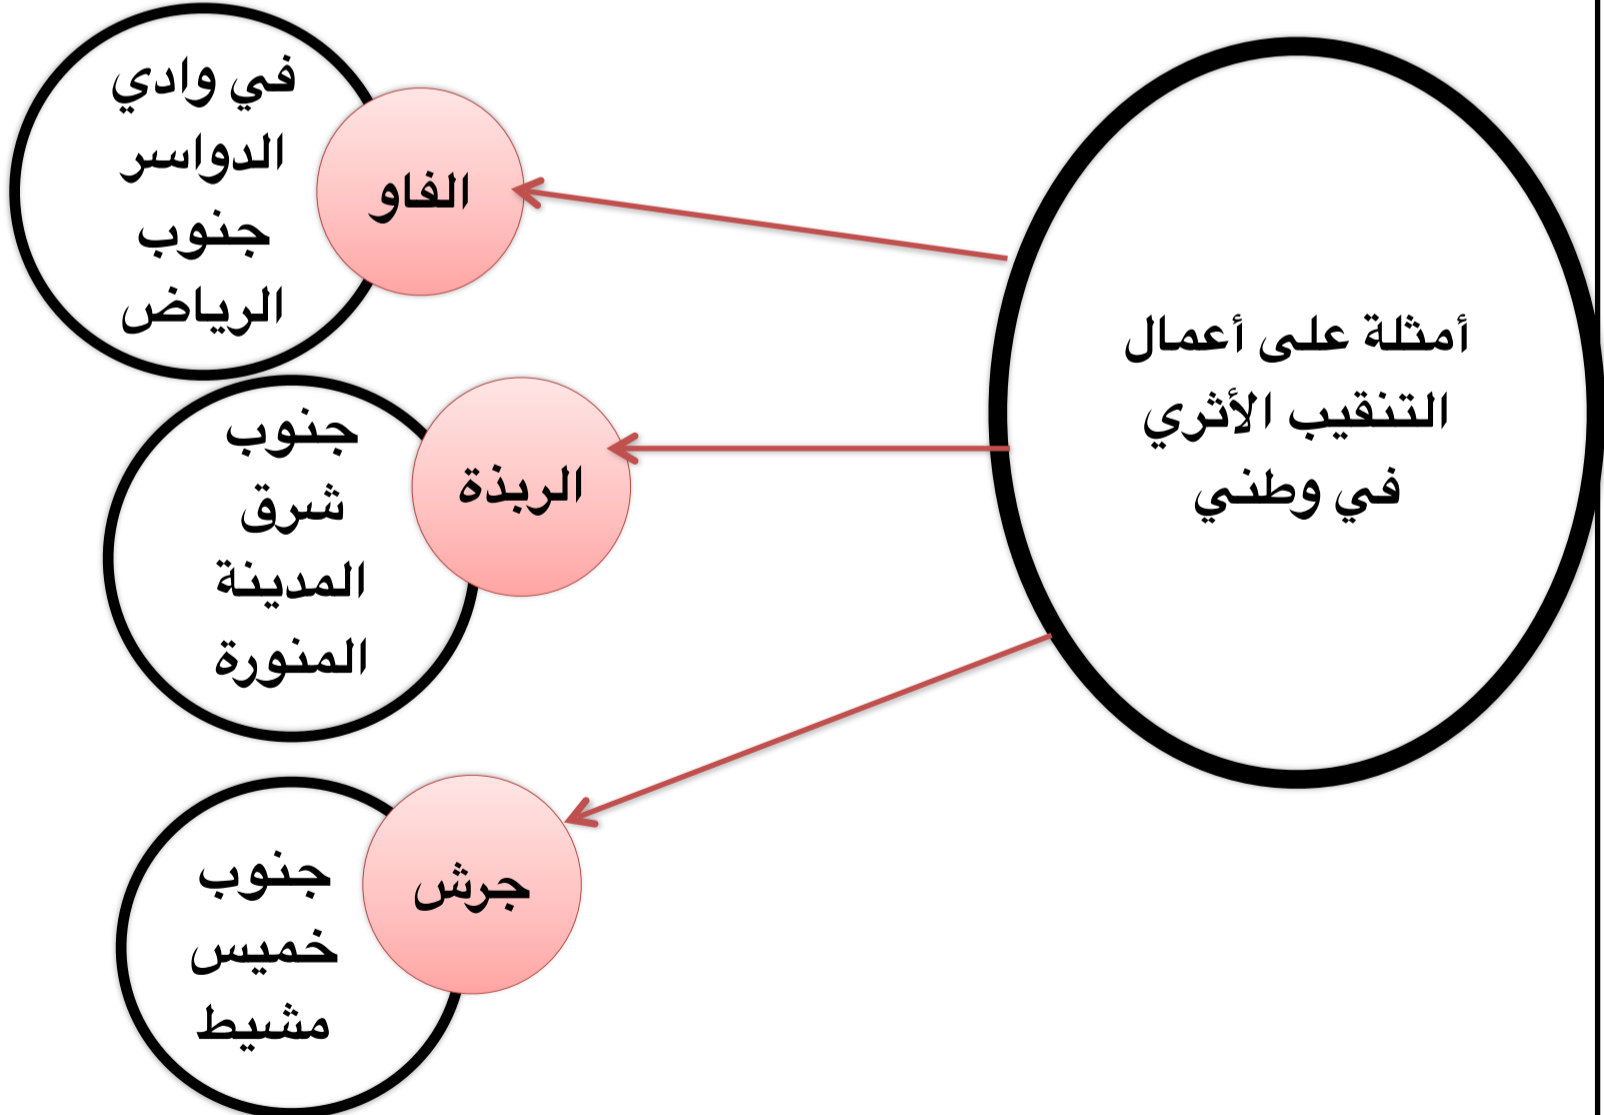 أمثلة على أعمال
التنقيب الأثري
في وطني
الفاو
في وادي
الدواسر
جنوب
الرياض
الربذة
جنوب
شرق
المدينة
المنورة
جرش
جنوب
خميس
مشيط